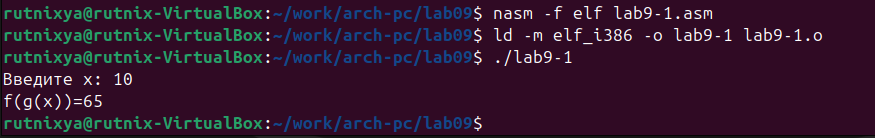 rutnixya@rutnix-VirtualBox:~/work/arch-pc/lab09$ nasm -f elf lab9-1.asm
rutnixya@rutnix-VirtualBox:~/work/arch-pc/lab09$ ld -m elf_i386 -o lab9-1 lab9-1.o
rutnixya@rutnix-VirtualBox:~/work/arch-pc/lab09$ ./lab9-1
Введите x: 10
f(g(x))=65
rutnixya@rutnix-VirtualBox:~/work/arch-pc/lab09$